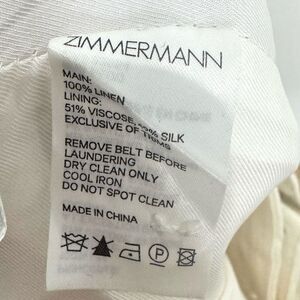 ZIMMERMANN
MAIN:
100% LINEN
LINING:
51% VISCOSE, SILK
EXCLUSIVE OF TRIMS
REMOVE BELT BEFORE
LAUNDERING
DRY CLEAN ONLY
COOL IRON
DO NOT SPOT CLEAN
MADE IN CHINA
P